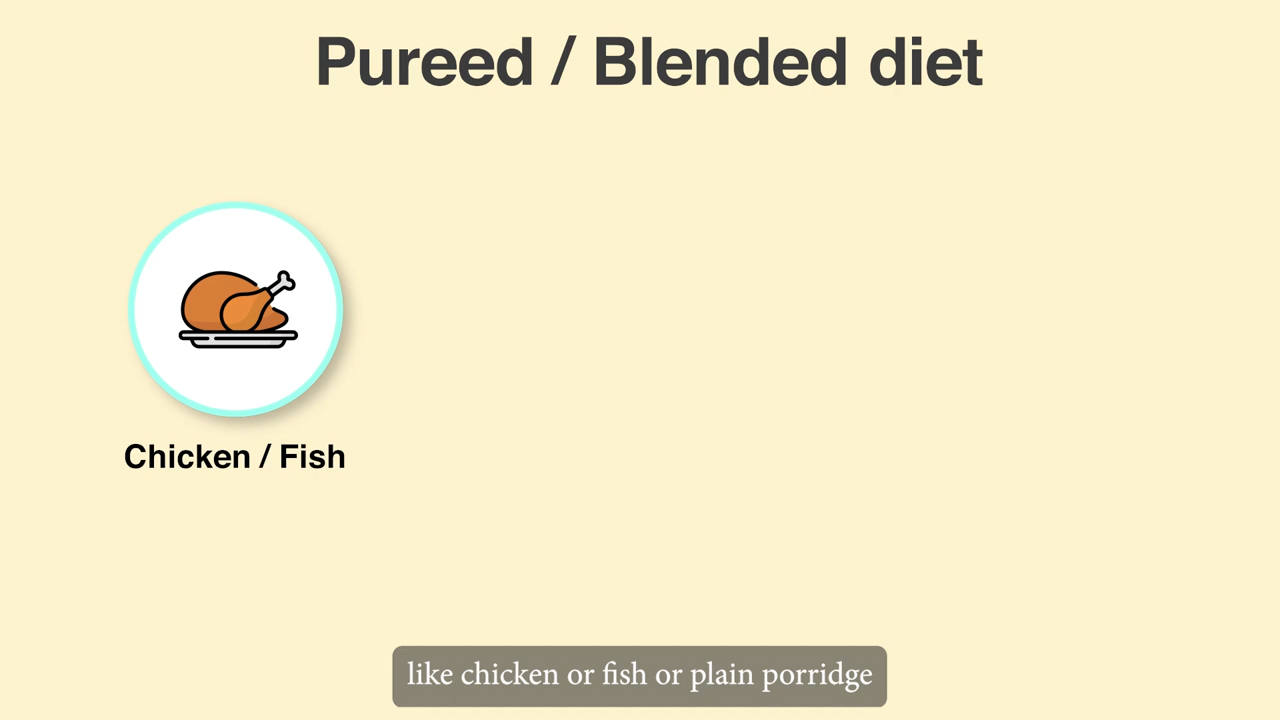 Pureed / Blended diet
Chicken / Fish
like chicken or fish or plain porridge